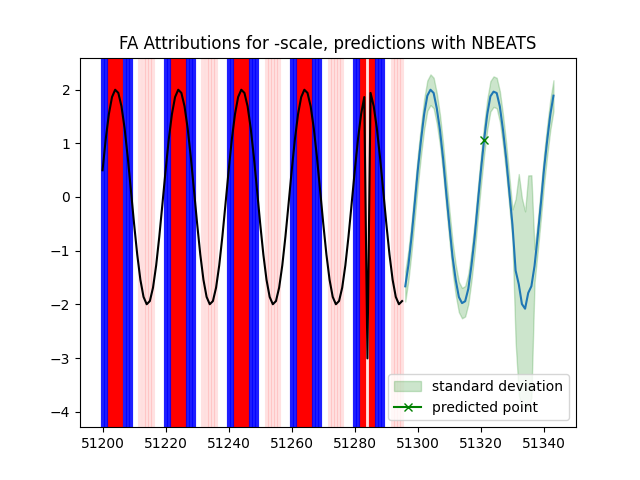 FA Attributions for -scale, predictions with NBEATS
2
1
0
−1
−2
−3
−4
standard deviation
predicted point
51200 51220 51240 51260 51280 51300 51320 51340